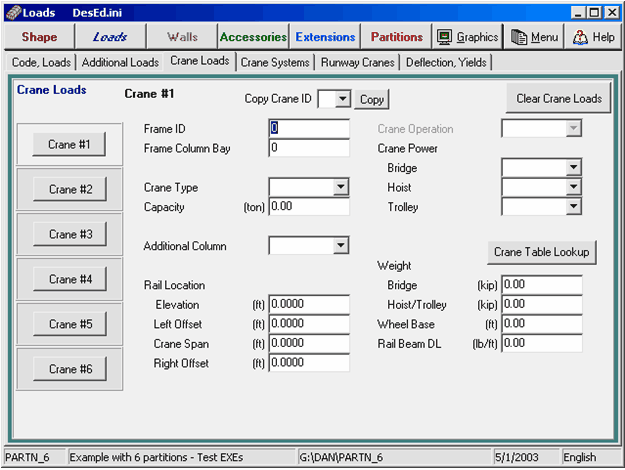 Loads DesEd.ini
Shape Loads Walls Accessories Extensions Partitions Graphics Menu Help
Code, Loads Additional Loads Crane Loads Crane Systems Runway Cranes Deflection, Yields
Crane Loads Crane #1 Copy Crane ID Copy Clear Crane Loads
Crane #1
Crane #2
Crane #3
Crane #4
Crane #5
Crane #6
Frame ID 0
Frame Column Bay 0
Crane Type
Capacity (ton) 0.00
Additional Column
Rail Location
Elevation (ft) 0.0000
Left Offset (ft) 0.0000
Crane Span (ft) 0.0000
Right Offset (ft) 0.0000
Crane Operation
Crane Power
Bridge
Hoist
Trolley
Crane Table Lookup
Weight
Bridge (kip) 0.00
Hoist/Trolley (kip) 0.00
Wheel Base (ft) 0.00
Rail Beam DL (lb/ft) 0.00
PARTN_6 Example with 6 partitions - Test EXEs G:\DAN\PARTN_6 5/1/2003 English